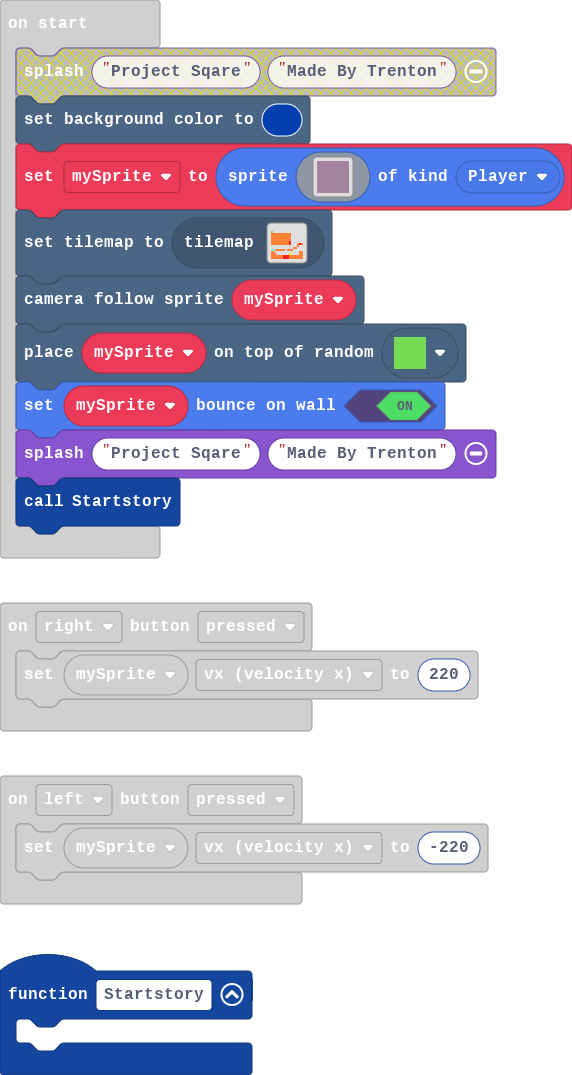 on start
splash "Project Sqare" "Made By Trenton"
set background color to
set mySprite to sprite of kind Player
set tilemap to tilemap
camera follow sprite mySprite
place mySprite on top of random
set mySprite bounce on wall ON
splash "Project Sqare" "Made By Trenton"
call Startstory
on right button pressed
set mySprite vx (velocity x) to 220
on left button pressed
set mySprite vx (velocity x) to -220
function Startstory